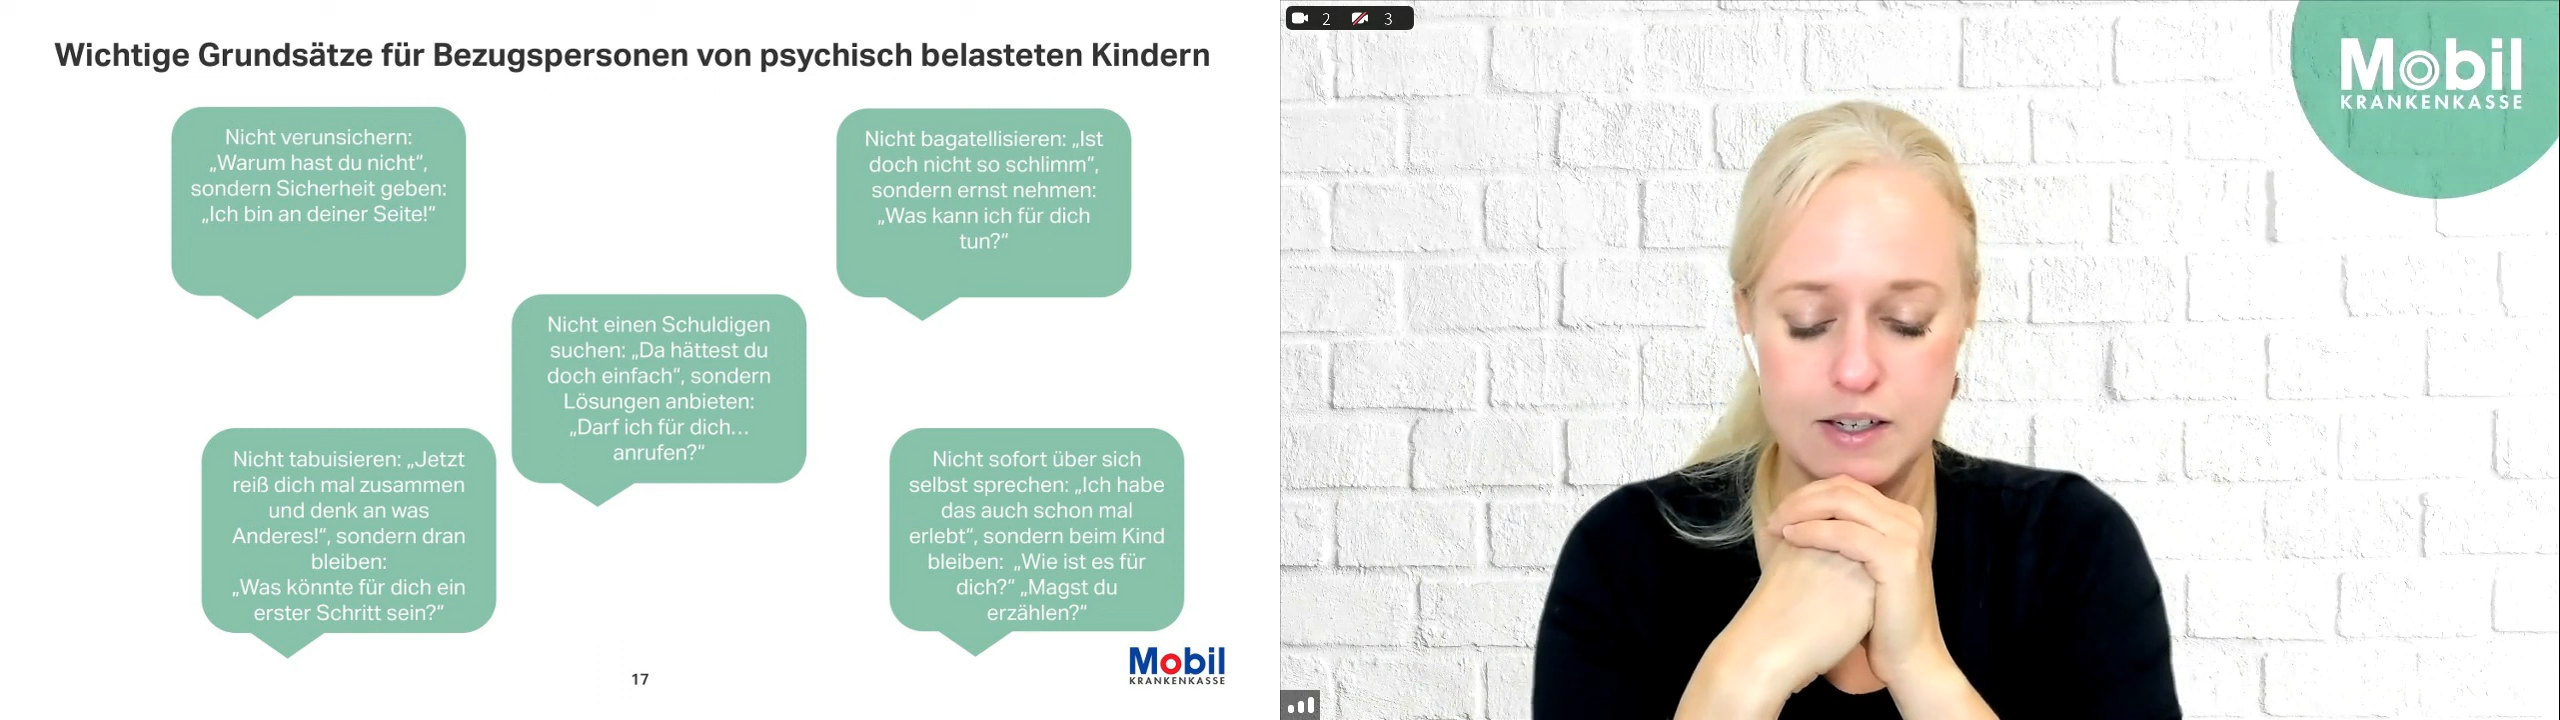 Wichtige Grundsätze für Bezugspersonen von psychisch belasteten Kindern
Nicht verunsichern:
„Warum hast du nicht“,
sondern Sicherheit geben:
„Ich bin an deiner Seite!“
Nicht bagatellisieren: „Ist
doch nicht so schlimm“,
sondern ernst nehmen:
„Was kann ich für dich
tun?“
Nicht einen Schuldigen
suchen: „Da hättest du
doch einfach“, sondern
Lösungen anbieten:
„Darf ich für dich...
anrufen?“
Nicht tabuisieren: „Jetzt
reiß dich mal zusammen
und denk an was
Anderes!“, sondern dran
bleiben:
„Was könnte für dich ein
erster Schritt sein?“
Nicht sofort über sich
selbst sprechen: „Ich habe
das auch schon mal
erlebt“, sondern beim Kind
bleiben: „Wie ist es für
dich?“ „Magst du
erzählen?“
17
Mobil
KRANKENKASSE
2 3
Mobil
KRANKENKASSE